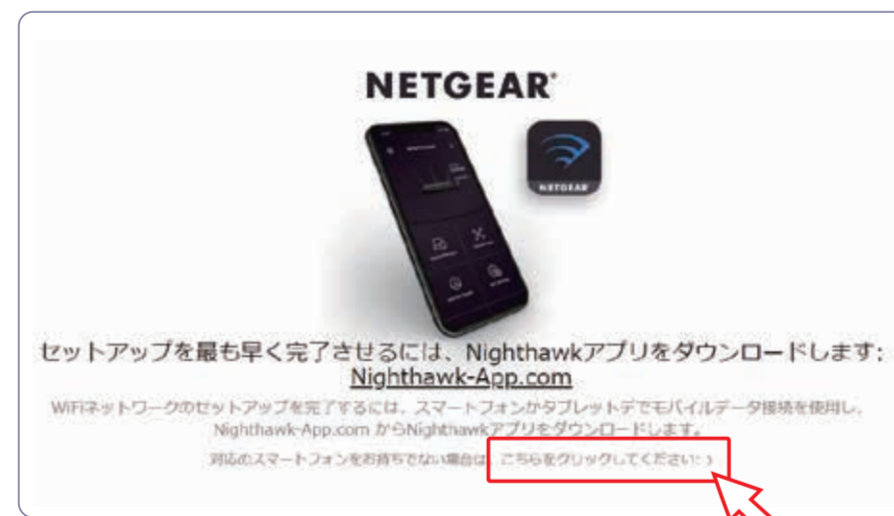 NETGEAR®
NETGEAR
セットアップを最も早く完了させるには、Nighthawkアプリをダウンロードします:
Nighthawk-App.com
WiFiネットワークのセットアップを完了するには、スマートフォンかタブレットデでモバイルデータ接続を使用し、
Nighthawk-App.com からNighthawkアプリをダウンロードします。
対応のスマートフォンをお持ちでない場合は、こちらをクリックしてください: >